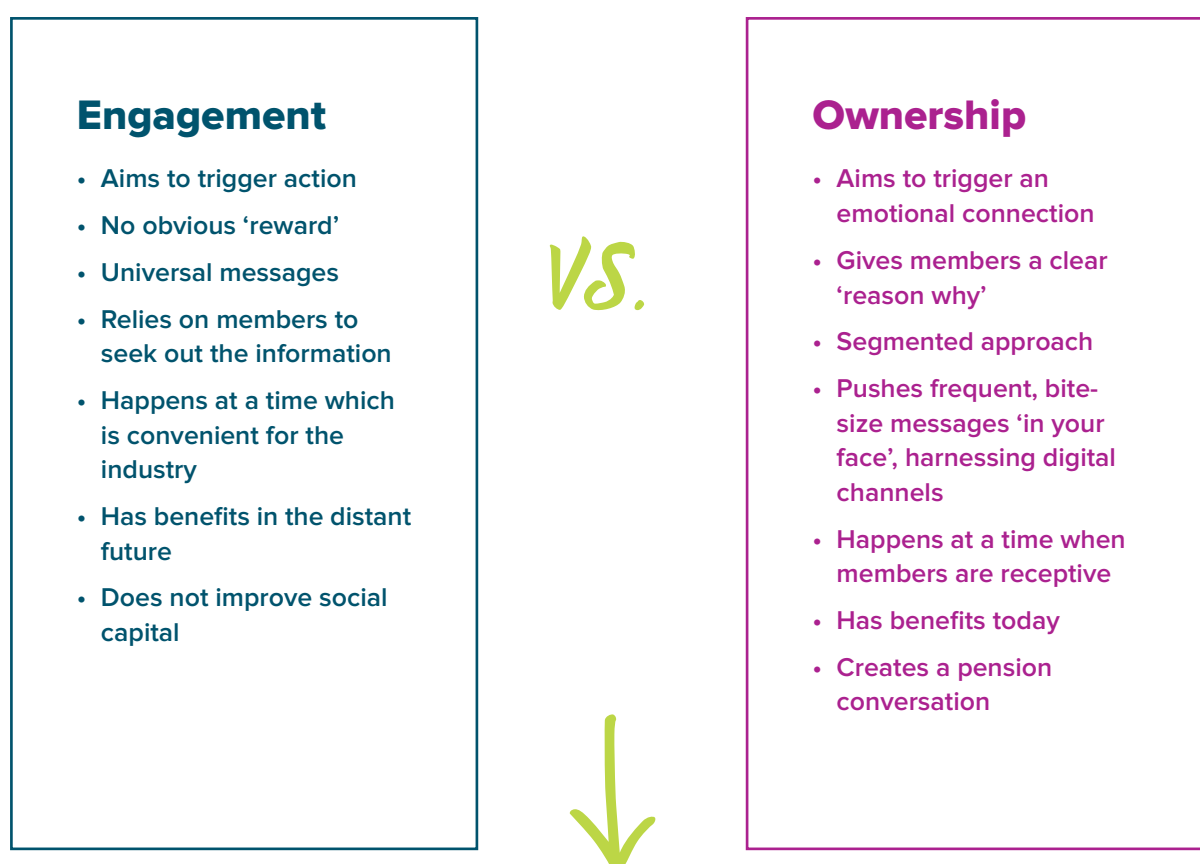 Engagement
• Aims to trigger action
• No obvious ‘reward’
• Universal messages
• Relies on members to
seek out the information
• Happens at a time which
is convenient for the
industry
• Has benefits in the distant
future
• Does not improve social
capital
VS.
Ownership
• Aims to trigger an
emotional connection
• Gives members a clear
‘reason why’
• Segmented approach
• Pushes frequent, bite-
size messages ‘in your
face’, harnessing digital
channels
• Happens at a time when
members are receptive
• Has benefits today
• Creates a pension
conversation